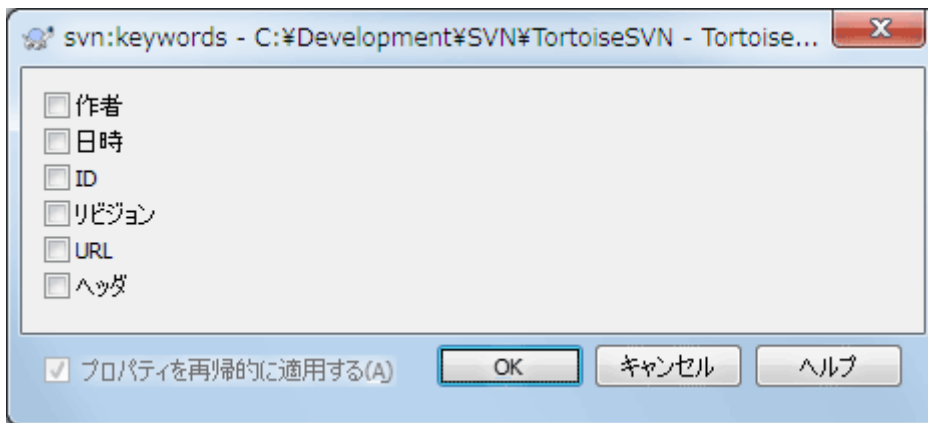 svn:keywords - C:¥Development¥SVN¥TortoiseSVN - Tortoise...
作者
日時
ID
リビジョン
URL
ヘッダ
プロパティを再帰的に適用する(A) OK キャンセル ヘルプ